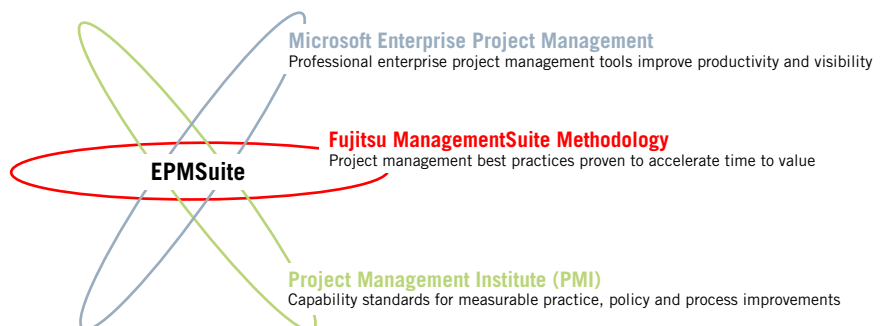 Microsoft Enterprise Project Management
Professional enterprise project management tools improve productivity and visibility
Fujitsu ManagementSuite Methodology
Project management best practices proven to accelerate time to value
EPMSuite
Project Management Institute (PMI)
Capability standards for measurable practice, policy and process improvements